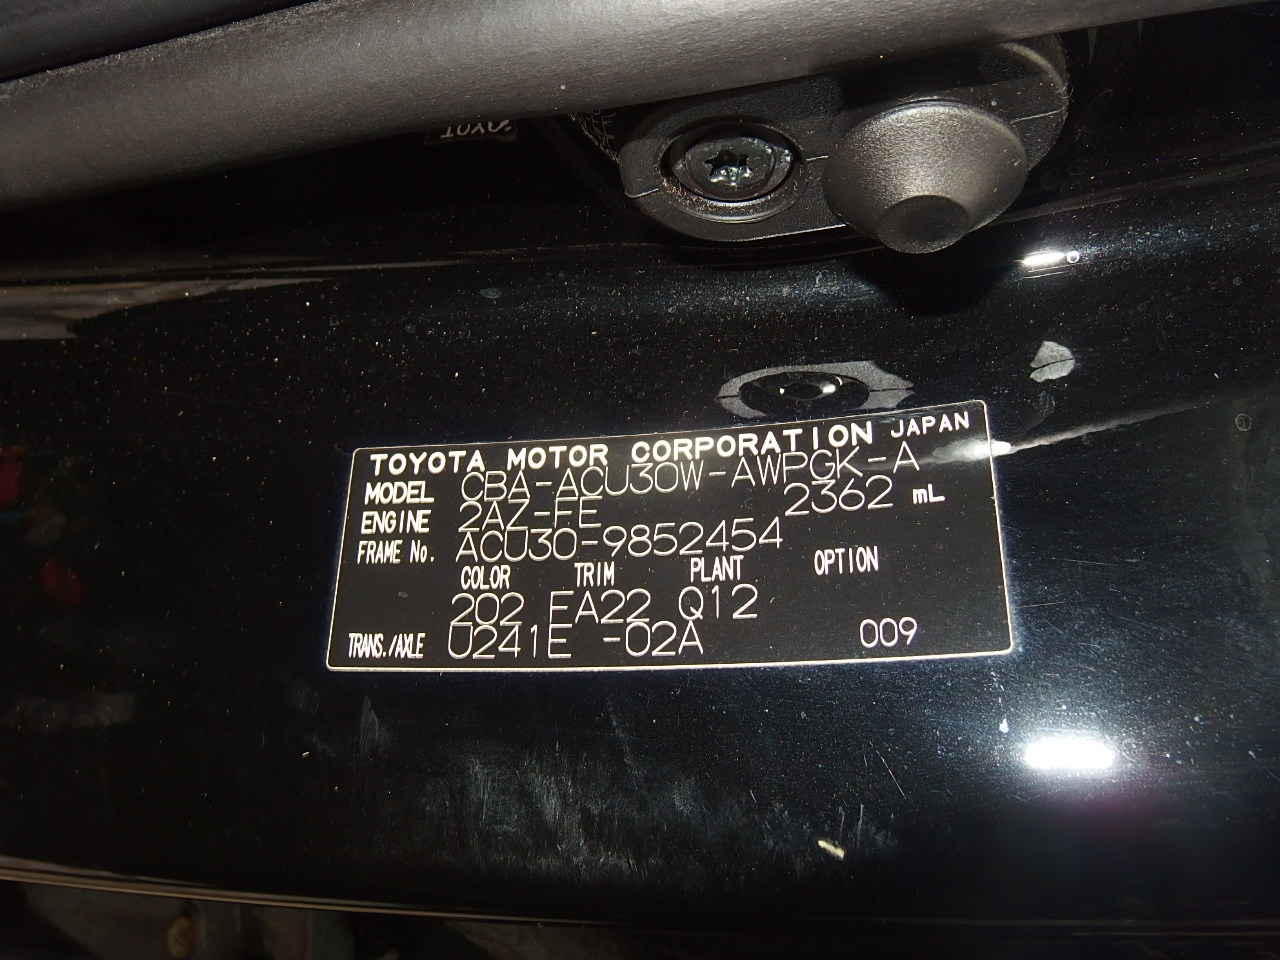 TOYOTA MOTOR CORPORATION JAPAN
MODEL CBA-ACU30W-AWPGK-A
ENGINE 2AZ-FE 2362 mL
FRAME No. ACU30-9852454
COLOR TRIM PLANT OPTION
202 EA22 Q12
TRANS./AXLE U241E -02A 009